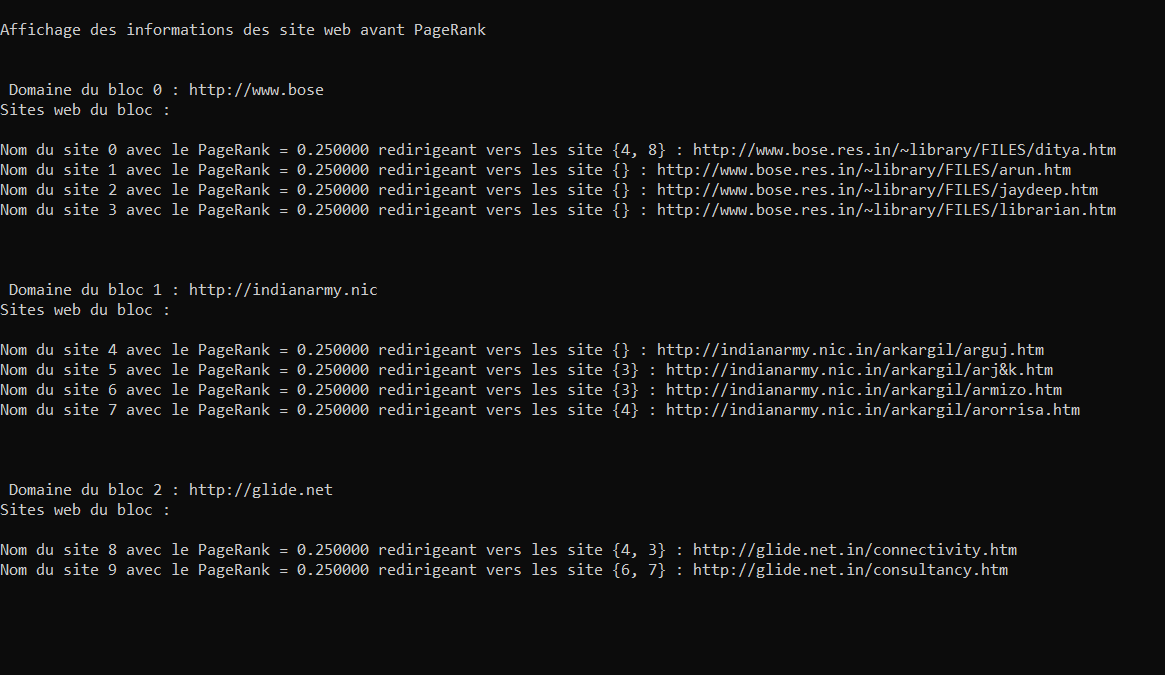 Affichage des informations des site web avant PageRank
Domaine du bloc 0 : http://www.bose
Sites web du bloc :
Nom du site 0 avec le PageRank = 0.250000 redirigeant vers les site {4, 8} : http://www.bose.res.in/~library/FILES/ditya.htm
Nom du site 1 avec le PageRank = 0.250000 redirigeant vers les site {} : http://www.bose.res.in/~library/FILES/arun.htm
Nom du site 2 avec le PageRank = 0.250000 redirigeant vers les site {} : http://www.bose.res.in/~library/FILES/jaydeep.htm
Nom du site 3 avec le PageRank = 0.250000 redirigeant vers les site {} : http://www.bose.res.in/~library/FILES/librarian.htm
Domaine du bloc 1 : http://indianarmy.nic
Sites web du bloc :
Nom du site 4 avec le PageRank = 0.250000 redirigeant vers les site {} : http://indianarmy.nic.in/arkargil/arguj.htm
Nom du site 5 avec le PageRank = 0.250000 redirigeant vers les site {3} : http://indianarmy.nic.in/arkargil/arj&k.htm
Nom du site 6 avec le PageRank = 0.250000 redirigeant vers les site {3} : http://indianarmy.nic.in/arkargil/armizo.htm
Nom du site 7 avec le PageRank = 0.250000 redirigeant vers les site {4} : http://indianarmy.nic.in/arkargil/arorrisa.htm
Domaine du bloc 2 : http://glide.net
Sites web du bloc :
Nom du site 8 avec le PageRank = 0.250000 redirigeant vers les site {4, 3} : http://glide.net.in/connectivity.htm
Nom du site 9 avec le PageRank = 0.250000 redirigeant vers les site {6, 7} : http://glide.net.in/consultancy.htm